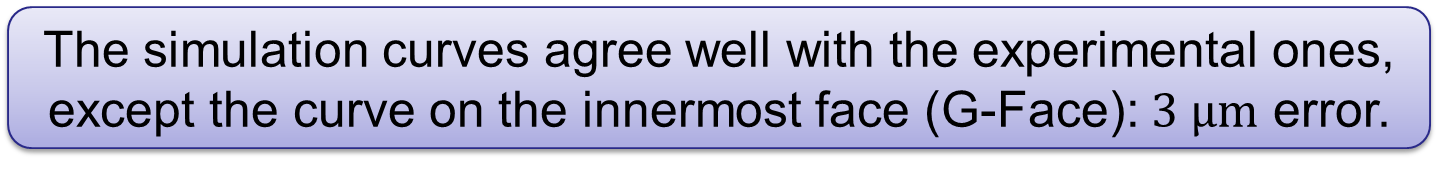 The simulation curves agree well with the experimental ones,
except the curve on the innermost face (G-Face): 3 μm error.